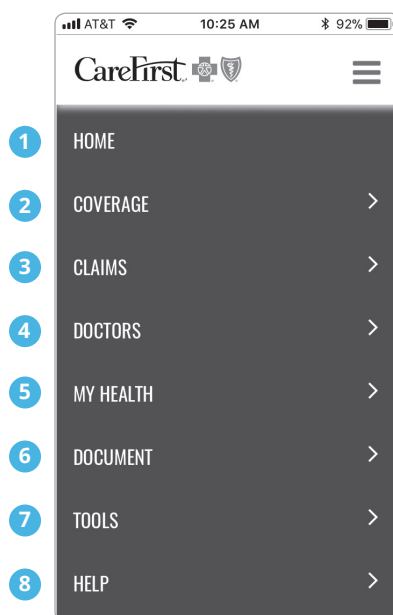 AT&T 10:25 AM 92%
CareFirst
1 HOME
2 COVERAGE
3 CLAIMS
4 DOCTORS
5 MY HEALTH
6 DOCUMENT
7 TOOLS
8 HELP